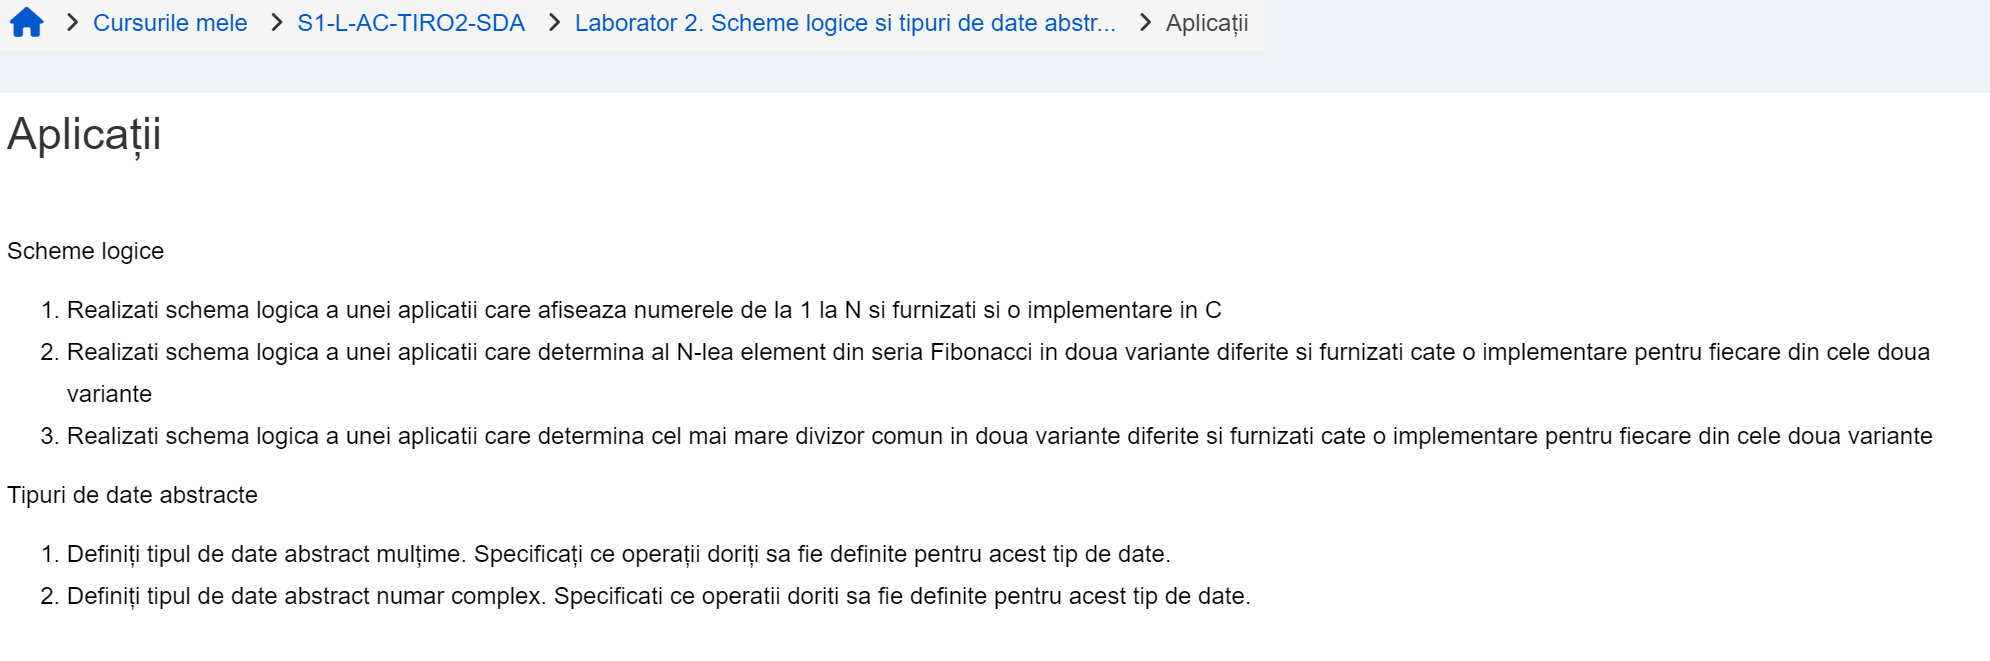 Cursurile mele > S1-L-AC-TIRO2-SDA > Laborator 2. Scheme logice si tipuri de date abstr... > Aplicații
Aplicații
Scheme logice
1. Realizati schema logica a unei aplicatii care afiseaza numerele de la 1 la N si furnizati si o implementare in C
2. Realizati schema logica a unei aplicatii care determina al N-lea element din seria Fibonacci in doua variante diferite si furnizati cate o implementare pentru fiecare din cele doua
variante
3. Realizati schema logica a unei aplicatii care determina cel mai mare divizor comun in doua variante diferite si furnizati cate o implementare pentru fiecare din cele doua variante
Tipuri de date abstracte
1. Definiți tipul de date abstract mulțime. Specificați ce operații doriți sa fie definite pentru acest tip de date.
2. Definiți tipul de date abstract numar complex. Specificati ce operatii doriti sa fie definite pentru acest tip de date.